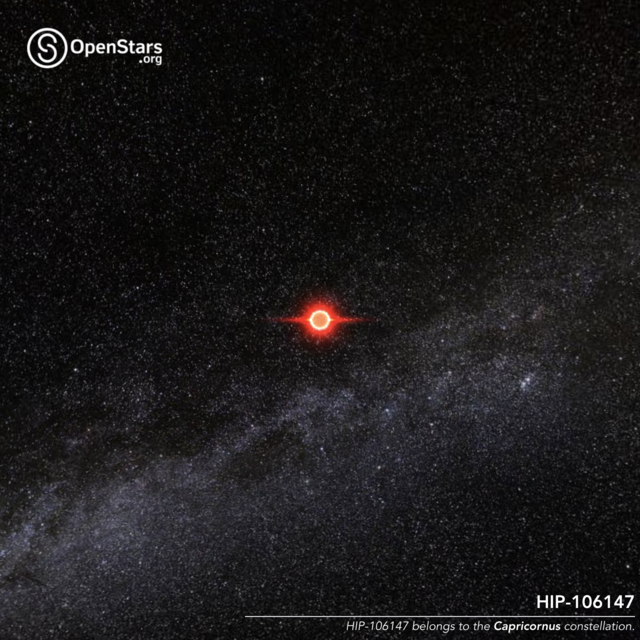 OpenStars
.org
HIP-106147
HIP-106147 belongs to the Capricornus constellation.